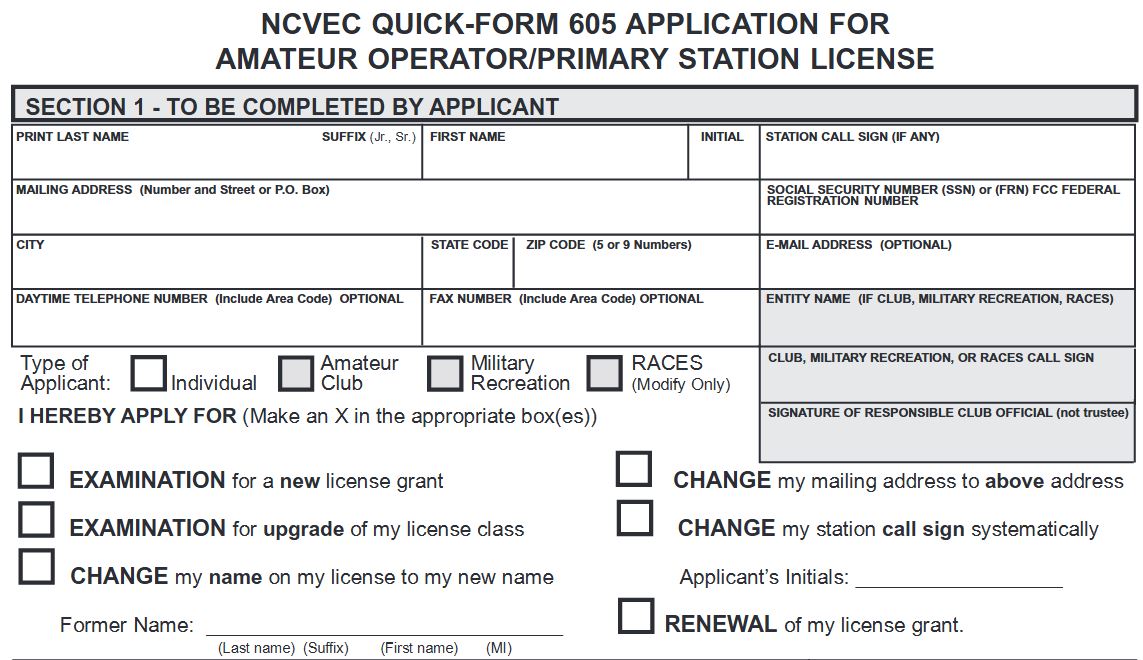 NCVEC QUICK-FORM 605 APPLICATION FOR
AMATEUR OPERATOR/PRIMARY STATION LICENSE
SECTION 1 - TO BE COMPLETED BY APPLICANT
PRINT LAST NAME SUFFIX (Jr., Sr.) FIRST NAME INITIAL STATION CALL SIGN (IF ANY)
MAILING ADDRESS (Number and Street or P.O. Box) SOCIAL SECURITY NUMBER (SSN) or (FRN) FCC FEDERAL
REGISTRATION NUMBER
CITY STATE CODE ZIP CODE (5 or 9 Numbers) E-MAIL ADDRESS (OPTIONAL)
DAYTIME TELEPHONE NUMBER (Include Area Code) OPTIONAL FAX NUMBER (Include Area Code) OPTIONAL ENTITY NAME (IF CLUB, MILITARY RECREATION, RACES)
Type of
Applicant:
Individual
Amateur
Club
Military
Recreation
RACES
(Modify Only)
CLUB, MILITARY RECREATION, OR RACES CALL SIGN
SIGNATURE OF RESPONSIBLE CLUB OFFICIAL (not trustee)
I HEREBY APPLY FOR (Make an X in the appropriate box(es))
EXAMINATION for a new license grant
EXAMINATION for upgrade of my license class
CHANGE my name on my license to my new name
Former Name:
(Last name) (Suffix) (First name) (MI)
CHANGE my mailing address to above address
CHANGE my station call sign systematically
Applicant's Initials:
RENEWAL of my license grant.